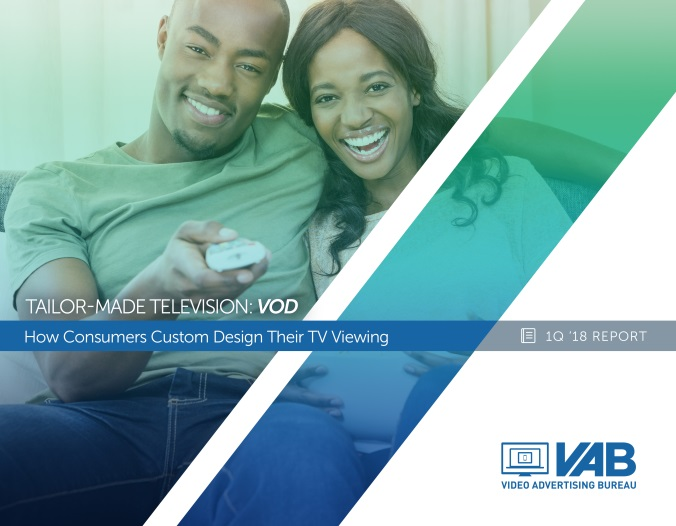 TAILOR-MADE TELEVISION: VOD
How Consumers Custom Design Their TV Viewing
1Q '18 REPORT
VAB
VIDEO ADVERTISING BUREAU